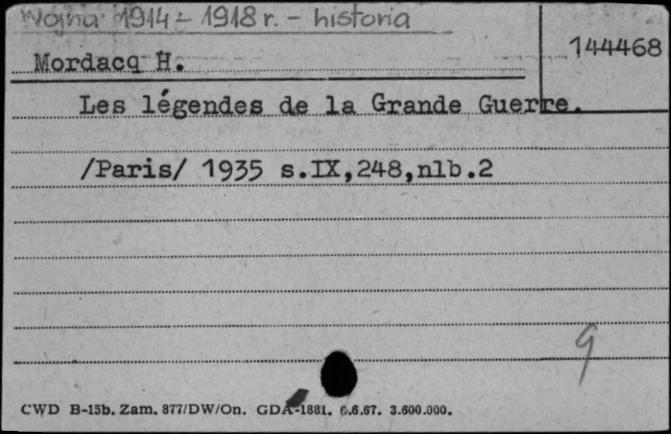 Wojna 1914 - 1918 r. - historia
144468
Mordacq H.
Les légendes de la Grande Guerre.
/Paris/ 1935 s.IX,248,nlb.2
9
CWD B-15b. Zam. 877/DW/On. GDA-1881. 6.6.67. 3.600.000.